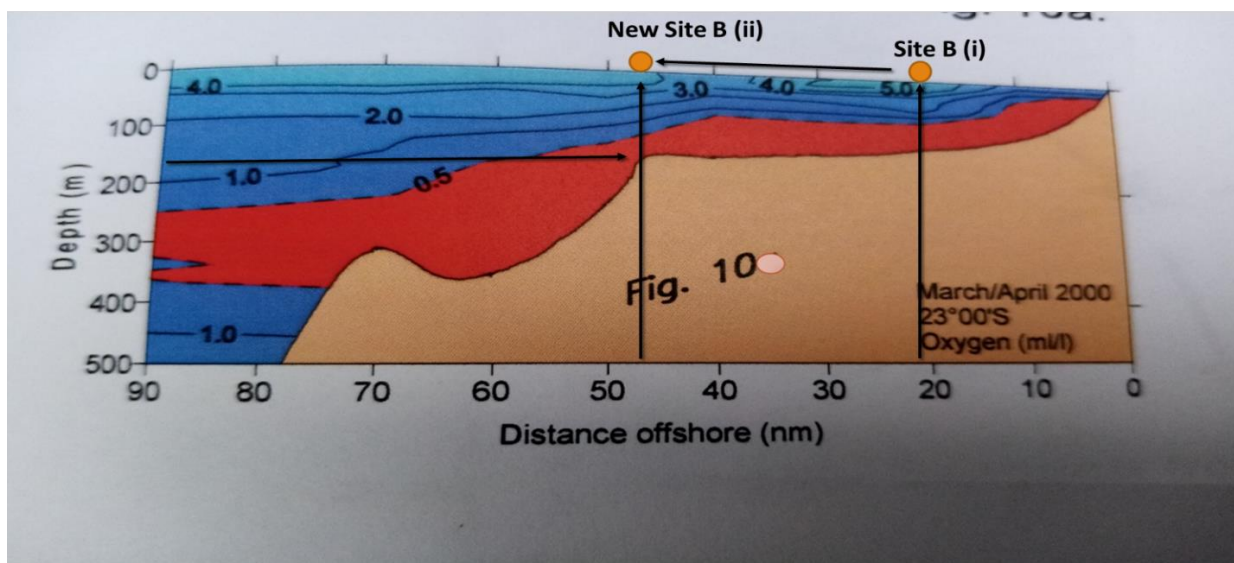 New Site B (ii)
Site B (i)
0
4.0
3.0
4.0
5.0
100
2.0
200
1.0
0.5
300
Fig. 10
400
March/April 2000
23°00'S
1.0
Oxygen (ml/l)
500
90 80 70 60 50 40 30 20 10 0
Depth (m)
Distance offshore (nm)